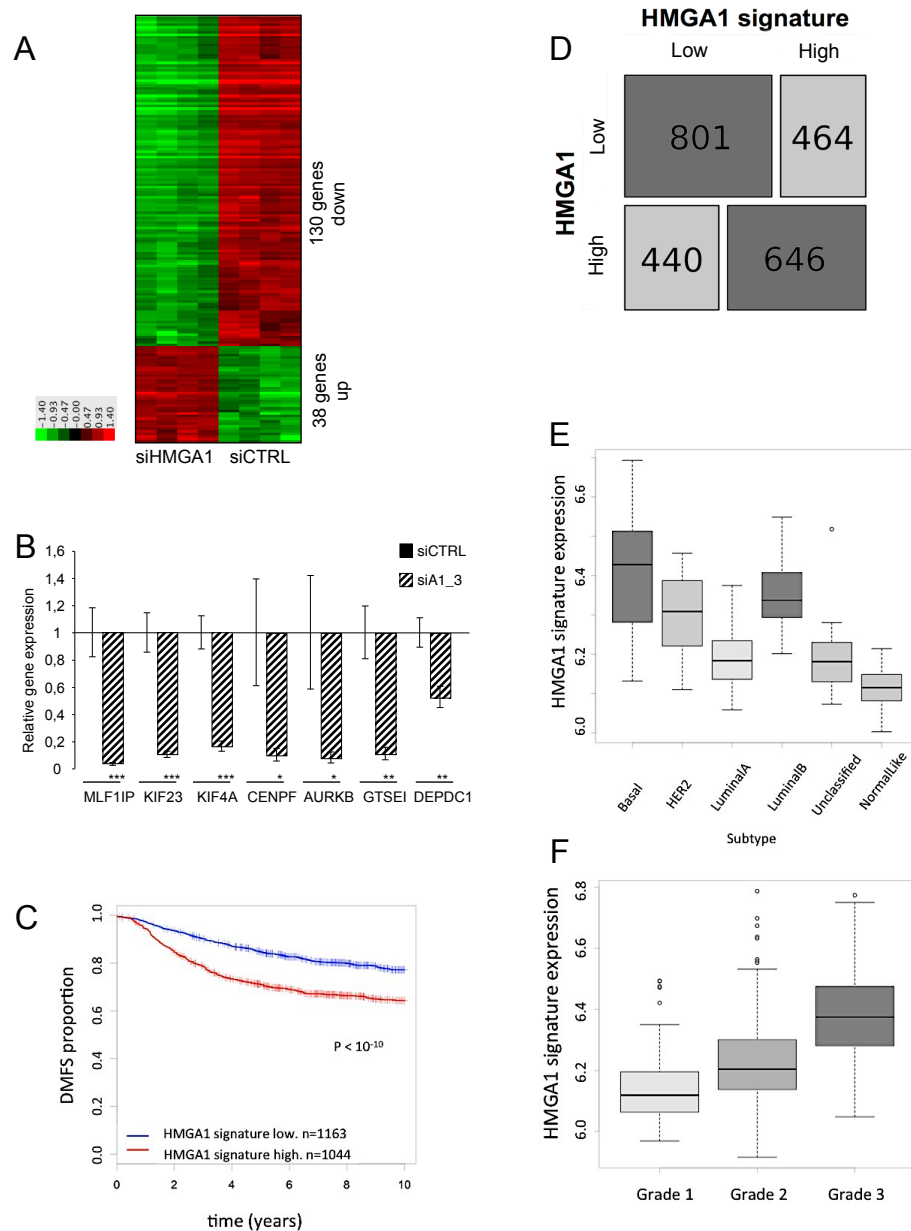 A
130 genes
down
38 genes
up
−1.40
−0.93
−0.47
−0.00
0.47
0.93
1.40
siHMGA1 siCTRL
B
1,6
1,4
1,2
1
0,8
0,6
0,4
0,2
0
Relative gene expression
siCTRL
siA1_3
*** *** *** * * ** **
MLF1IP KIF23 KIF4A CENPF AURKB GTSEI DEPDC1
C
1.0
0.8
0.6
0.4
0.2
0.0
DMFS proportion
P < 10-10
HMGA1 signature low. n=1163
HMGA1 signature high. n=1044
0 2 4 6 8 10
time (years)
HMGA1 signature
D
Low High
HMGA1
Low
High
801 464
440 646
E
HMGA1 signature expression
6.6
6.4
6.2
6.0
Basal HER2 LuminalA LuminalB Unclassified NormalLike
Subtype
F
HMGA1 signature expression
6.8
6.6
6.4
6.2
6.0
Grade 1 Grade 2 Grade 3